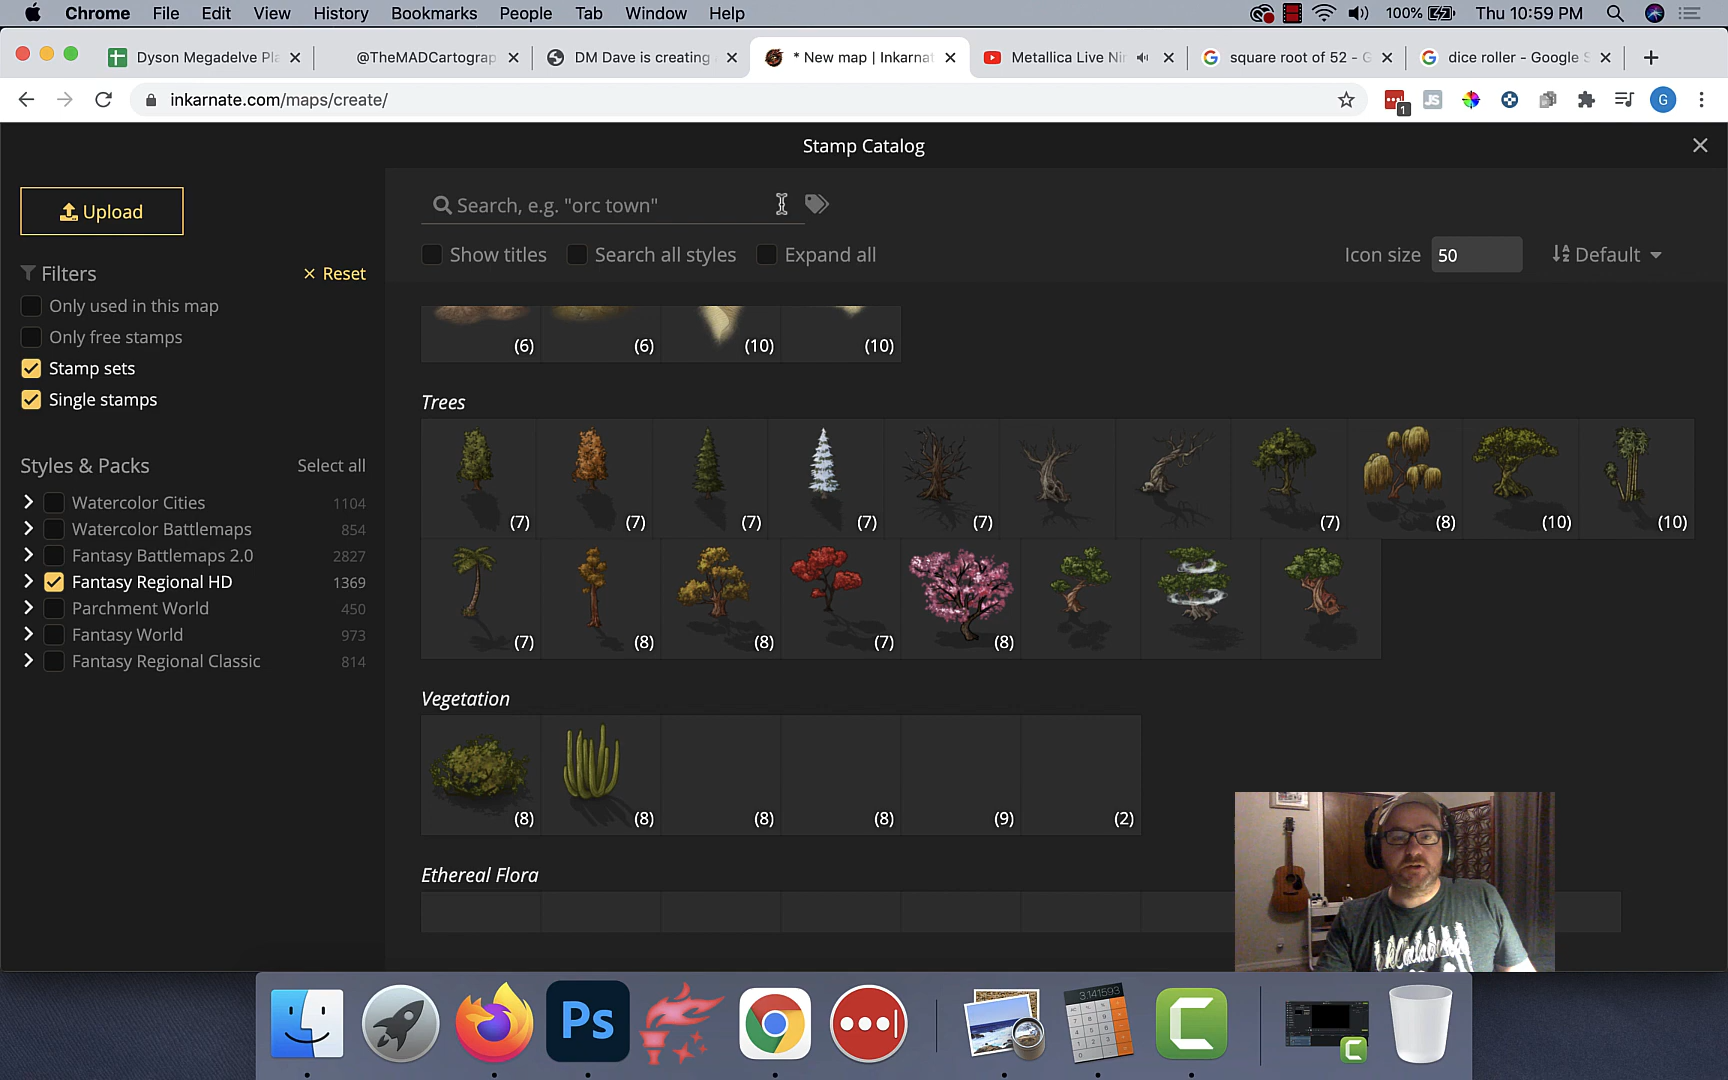 Chrome File Edit View History Bookmarks People Tab Window Help 100% Thu 10:59 PM
Dyson Megadelve Pla @TheMADCartograp DM Dave is creating * New map | Inkarnat Metallica Live Nin square root of 52 - G dice roller - Google S
inkarnate.com/maps/create/ 1 JS G
Stamp Catalog
Upload
Search, e.g. "orc town"
Show titles Search all styles Expand all Icon size 50 Default
Filters Reset
Only used in this map
Only free stamps
Stamp sets
Single stamps
Styles & Packs Select all
Watercolor Cities 1104
Watercolor Battlemaps 854
Fantasy Battlemaps 2.0 2827
Fantasy Regional HD 1369
Parchment World 450
Fantasy World 973
Fantasy Regional Classic 814
(6) (6) (10) (10)
Trees
(7) (7) (7) (7) (7) (7) (8) (10) (10)
(7) (8) (8) (7) (8)
Vegetation
(8) (8) (8) (8) (9) (2)
Ethereal Flora
Ps 3.141593